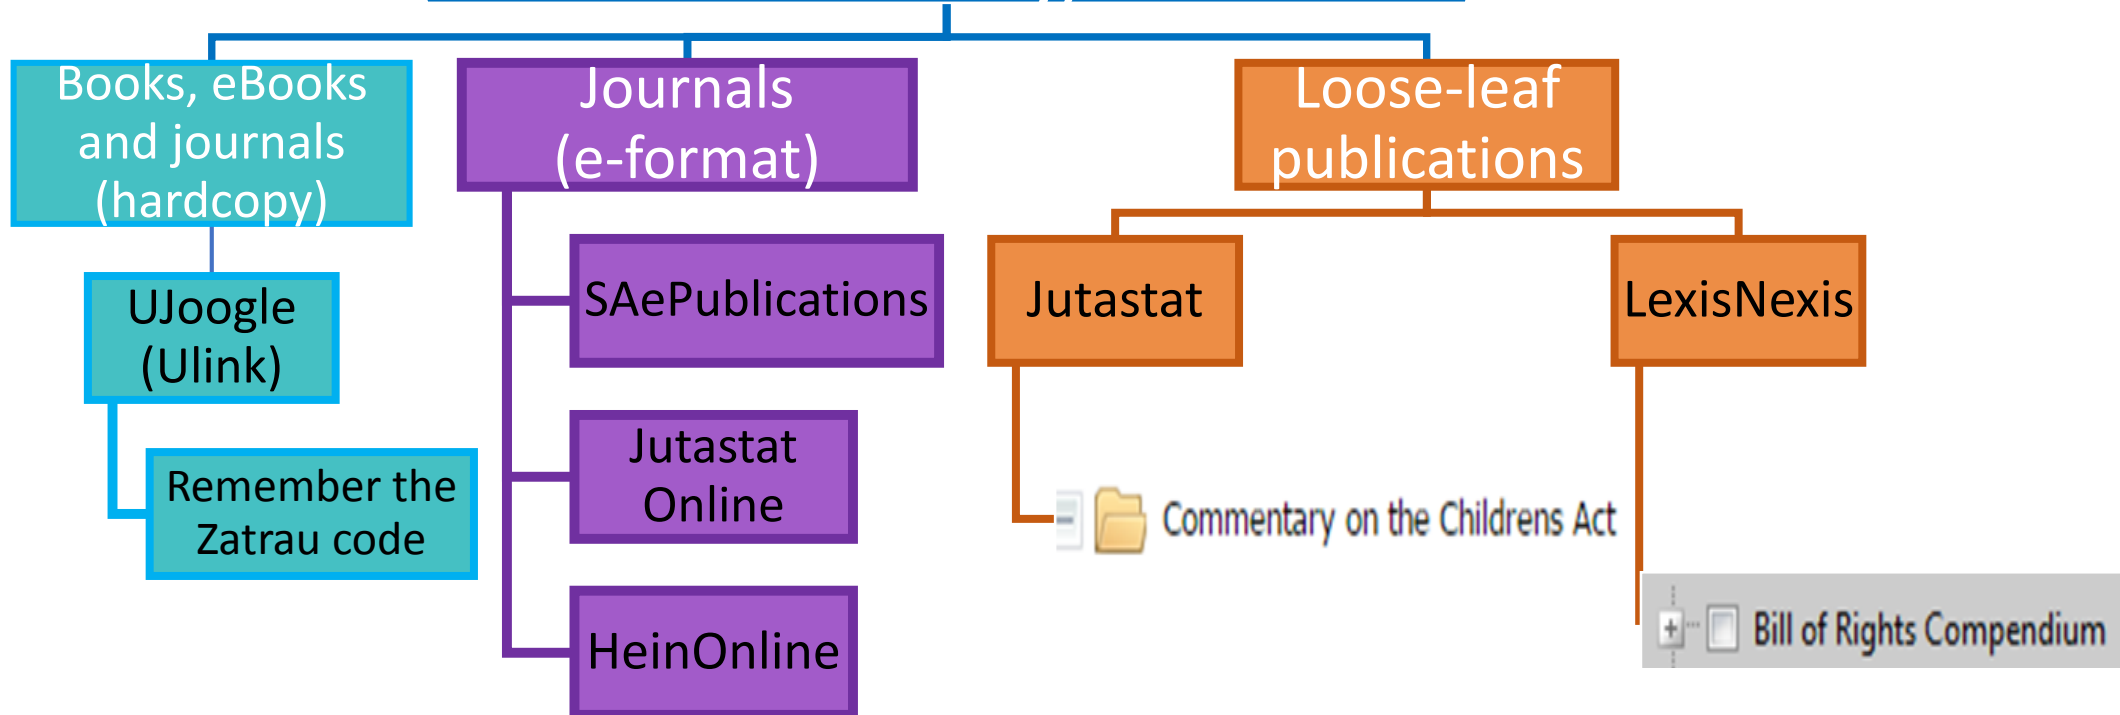 Books, eBooks
and journals
(hardcopy)
UJoogle
(Ulink)
Remember the
Zatrau code
Journals
(e-format)
SAePublications
Jutastat
Online
HeinOnline
Loose-leaf
publications
Jutastat
Commentary on the Childrens Act
LexisNexis
Bill of Rights Compendium